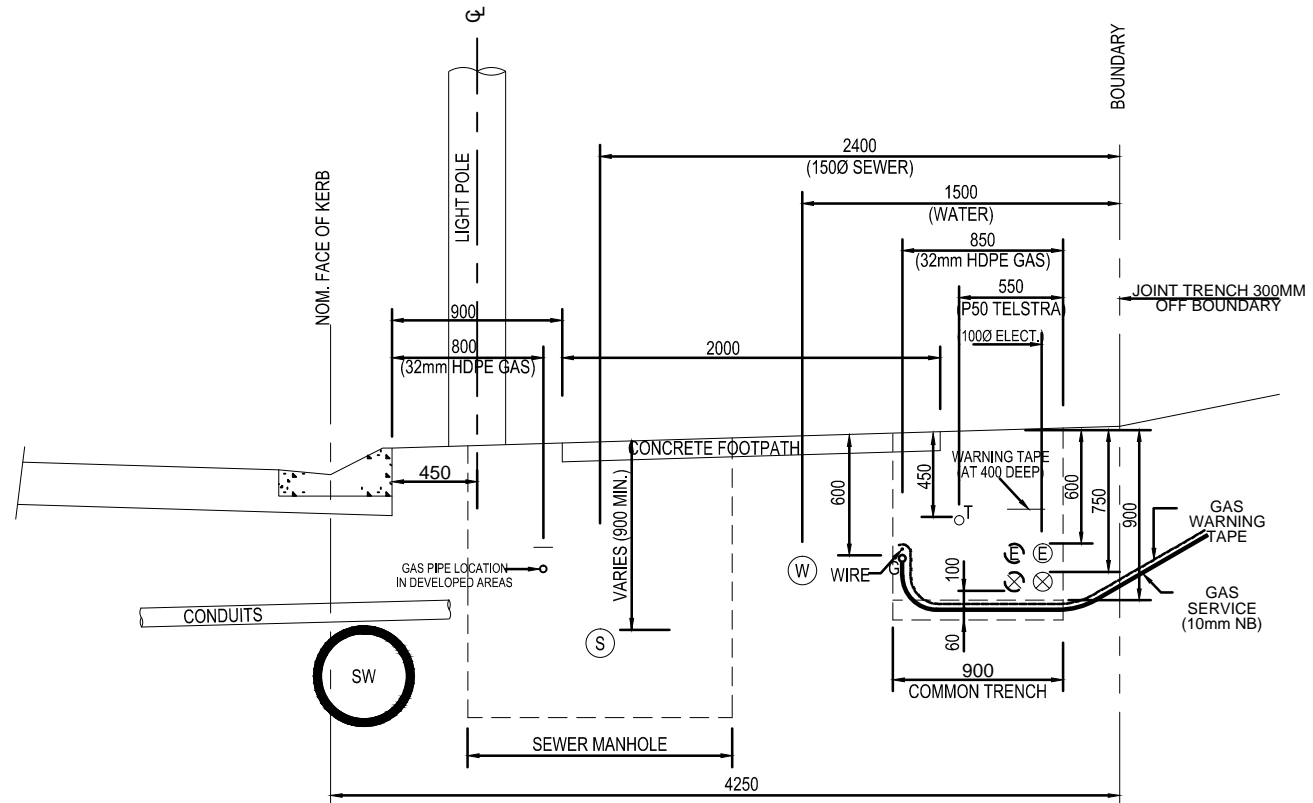 ℄
BOUNDARY
LIGHT POLE
NOM. FACE OF KERB
2400
(150Ø SEWER)
1500
(WATER)
850
(32mm HDPE GAS)
550
(P50 TELSTRA)
(100Ø ELECT.)
JOINT TRENCH 300MM
OFF BOUNDARY
900
800
(32mm HDPE GAS)
2000
CONCRETE FOOTPATH
450
VARIES (900 MIN.)
600
450
WARNING TAPE
(AT 400 DEEP)
600
750
900
GAS
WARNING
TAPE
T
GAS PIPE LOCATION
IN DEVELOPED AREAS
W
WIRE
G
E
E
100
GAS
SERVICE
(10mm NB)
CONDUITS
S
60
SW
900
COMMON TRENCH
SEWER MANHOLE
4250